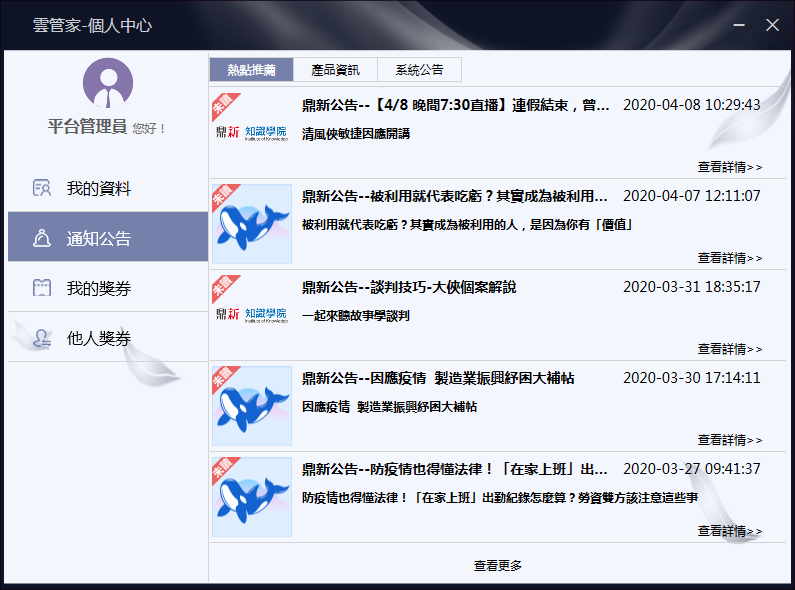 雲管家-個人中心
平台管理員 您好！
我的資料
通知公告
我的獎券
他人獎券
熱點推薦 產品資訊 系統公告
未讀
鼎新 知識學院
Institute of Knowledge
鼎新公告--【4/8 晚間7:30直播】連假結束，曾... 2020-04-08 10:29:43
清風俠敏捷因應開講
查看詳情>>
未讀
鼎新公告--被利用就代表吃虧？其實成為被利用... 2020-04-07 12:11:07
被利用就代表吃虧？其實成為被利用的人，是因為你有「價值」
查看詳情>>
未讀
鼎新 知識學院
Institute of Knowledge
鼎新公告--談判技巧-大俠個案解說 2020-03-31 18:35:17
一起來聽故事學談判
查看詳情>>
未讀
鼎新公告--因應疫情 製造業振興紓困大補帖 2020-03-30 17:14:11
因應疫情 製造業振興紓困大補帖
查看詳情>>
未讀
鼎新公告--防疫情也得懂法律！「在家上班」出... 2020-03-27 09:41:37
防疫情也得懂法律！「在家上班」出勤紀錄怎麼算？勞資雙方該注意這些事
查看詳情>>
查看更多